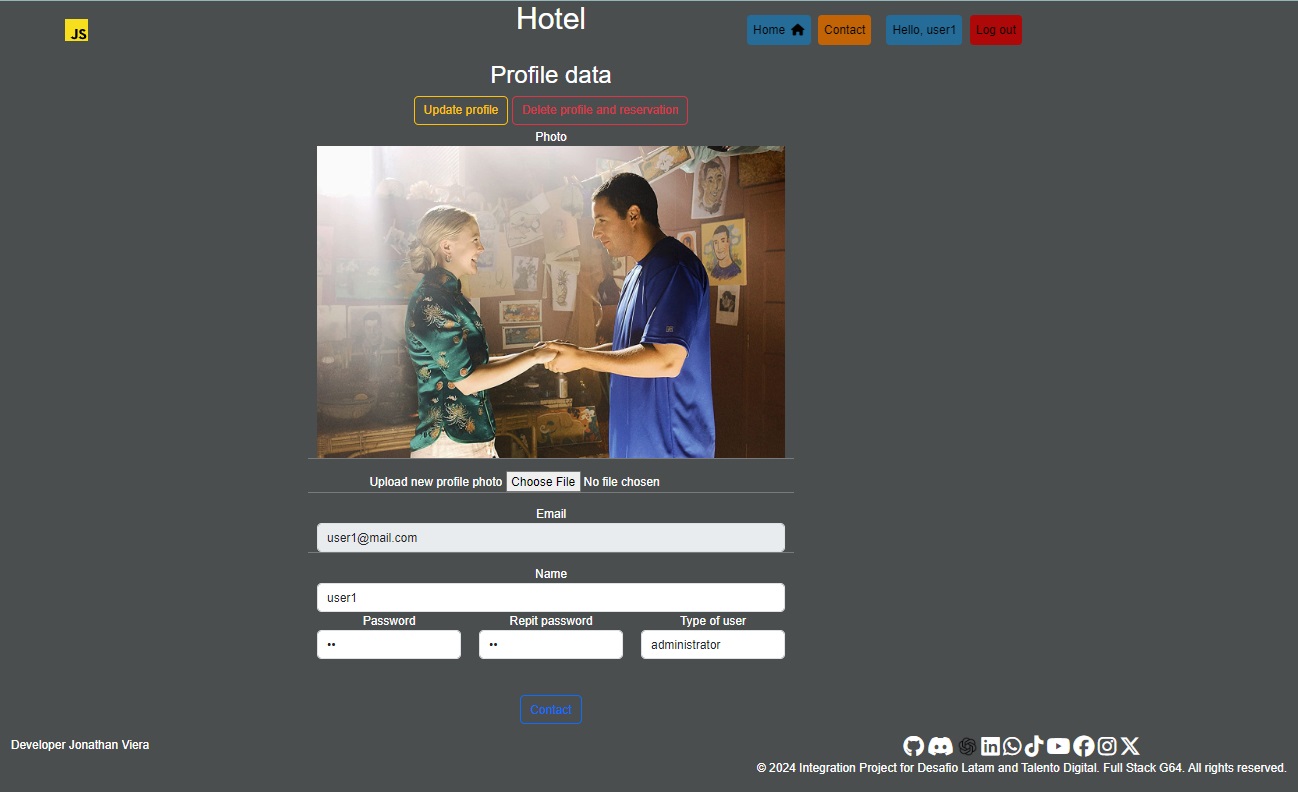 JS
Hotel
Home
Contact
Hello, user1
Log out
Profile data
Update profile
Delete profile and reservation
Photo
Upload new profile photo Choose File No file chosen
Email
user1@mail.com
Name
user1
Password Repit password Type of user
•• •• administrator
Contact
Developer Jonathan Viera
© 2024 Integration Project for Desafio Latam and Talento Digital. Full Stack G64. All rights reserved.